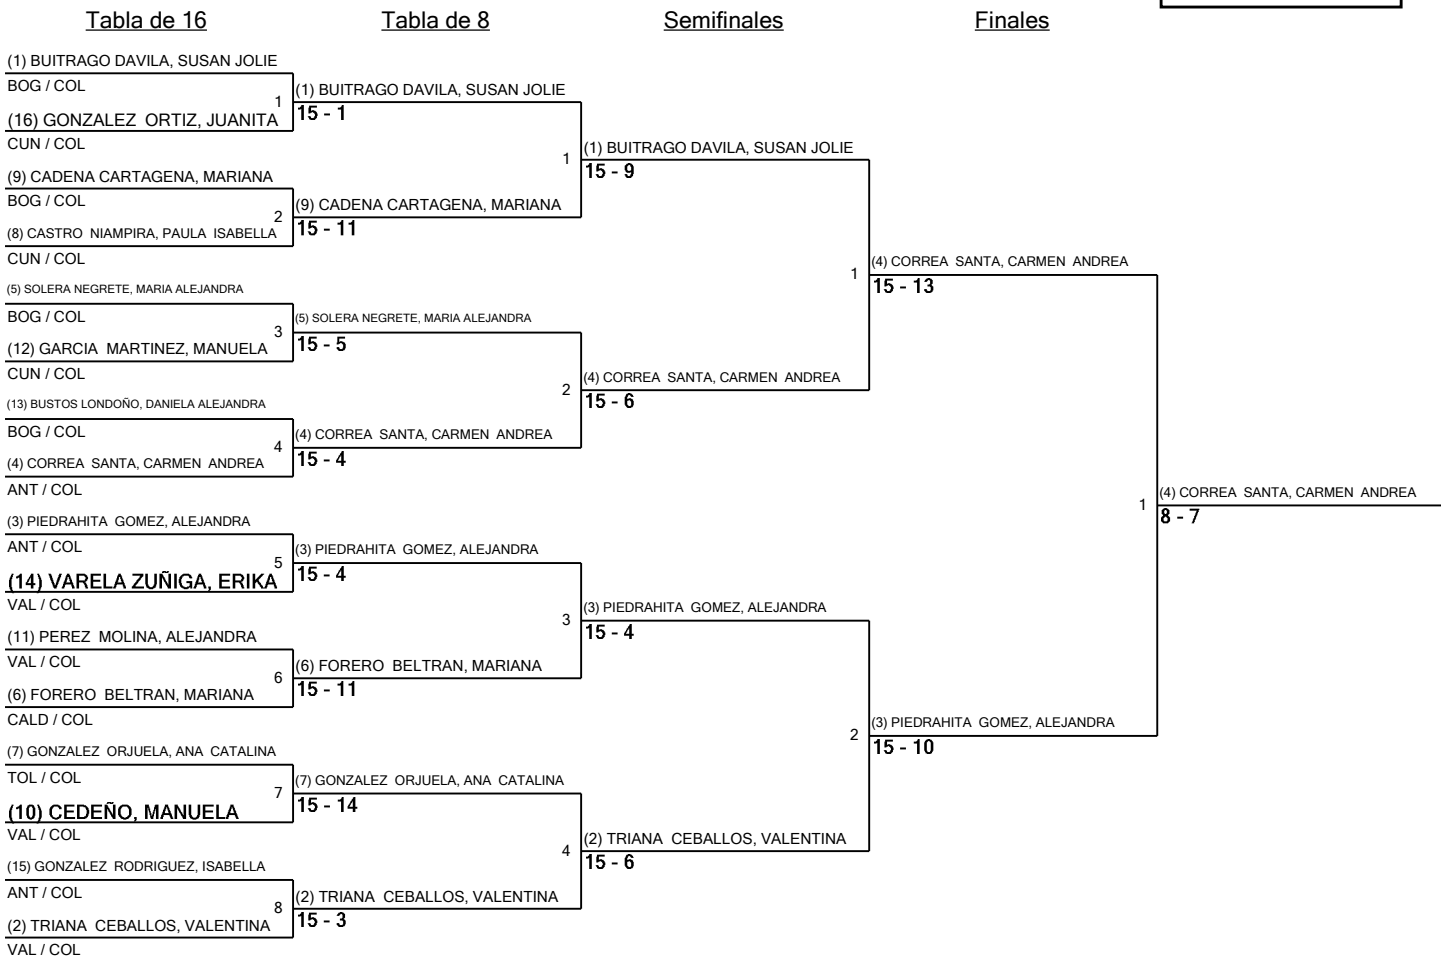 Tabla de 16
Tabla de 8
Semifinales
Finales
(1) BUITRAGO DAVILA, SUSAN JOLIE
BOG / COL
1
(16) GONZALEZ ORTIZ, JUANITA
CUN / COL
(9) CADENA CARTAGENA, MARIANA
BOG / COL
2
(8) CASTRO NIAMPIRA, PAULA ISABELLA
CUN / COL
(5) SOLERA NEGRETE, MARIA ALEJANDRA
BOG / COL
3
(12) GARCIA MARTINEZ, MANUELA
CUN / COL
(13) BUSTOS LONDOÑO, DANIELA ALEJANDRA
BOG / COL
4
(4) CORREA SANTA, CARMEN ANDREA
ANT / COL
(3) PIEDRAHITA GOMEZ, ALEJANDRA
ANT / COL
5
(14) VARELA ZUÑIGA, ERIKA
VAL / COL
(11) PEREZ MOLINA, ALEJANDRA
VAL / COL
6
(6) FORERO BELTRAN, MARIANA
CALD / COL
(7) GONZALEZ ORJUELA, ANA CATALINA
TOL / COL
7
(10) CEDEÑO, MANUELA
VAL / COL
(15) GONZALEZ RODRIGUEZ, ISABELLA
ANT / COL
8
(2) TRIANA CEBALLOS, VALENTINA
VAL / COL
(1) BUITRAGO DAVILA, SUSAN JOLIE
15 - 1
1
(9) CADENA CARTAGENA, MARIANA
15 - 11
(5) SOLERA NEGRETE, MARIA ALEJANDRA
15 - 5
2
(4) CORREA SANTA, CARMEN ANDREA
15 - 4
(3) PIEDRAHITA GOMEZ, ALEJANDRA
15 - 4
3
(6) FORERO BELTRAN, MARIANA
15 - 11
(7) GONZALEZ ORJUELA, ANA CATALINA
15 - 14
4
(2) TRIANA CEBALLOS, VALENTINA
15 - 3
(1) BUITRAGO DAVILA, SUSAN JOLIE
15 - 9
1
(4) CORREA SANTA, CARMEN ANDREA
15 - 6
(3) PIEDRAHITA GOMEZ, ALEJANDRA
15 - 4
2
(2) TRIANA CEBALLOS, VALENTINA
15 - 6
(4) CORREA SANTA, CARMEN ANDREA
15 - 13
1
(3) PIEDRAHITA GOMEZ, ALEJANDRA
15 - 10
(4) CORREA SANTA, CARMEN ANDREA
8 - 7